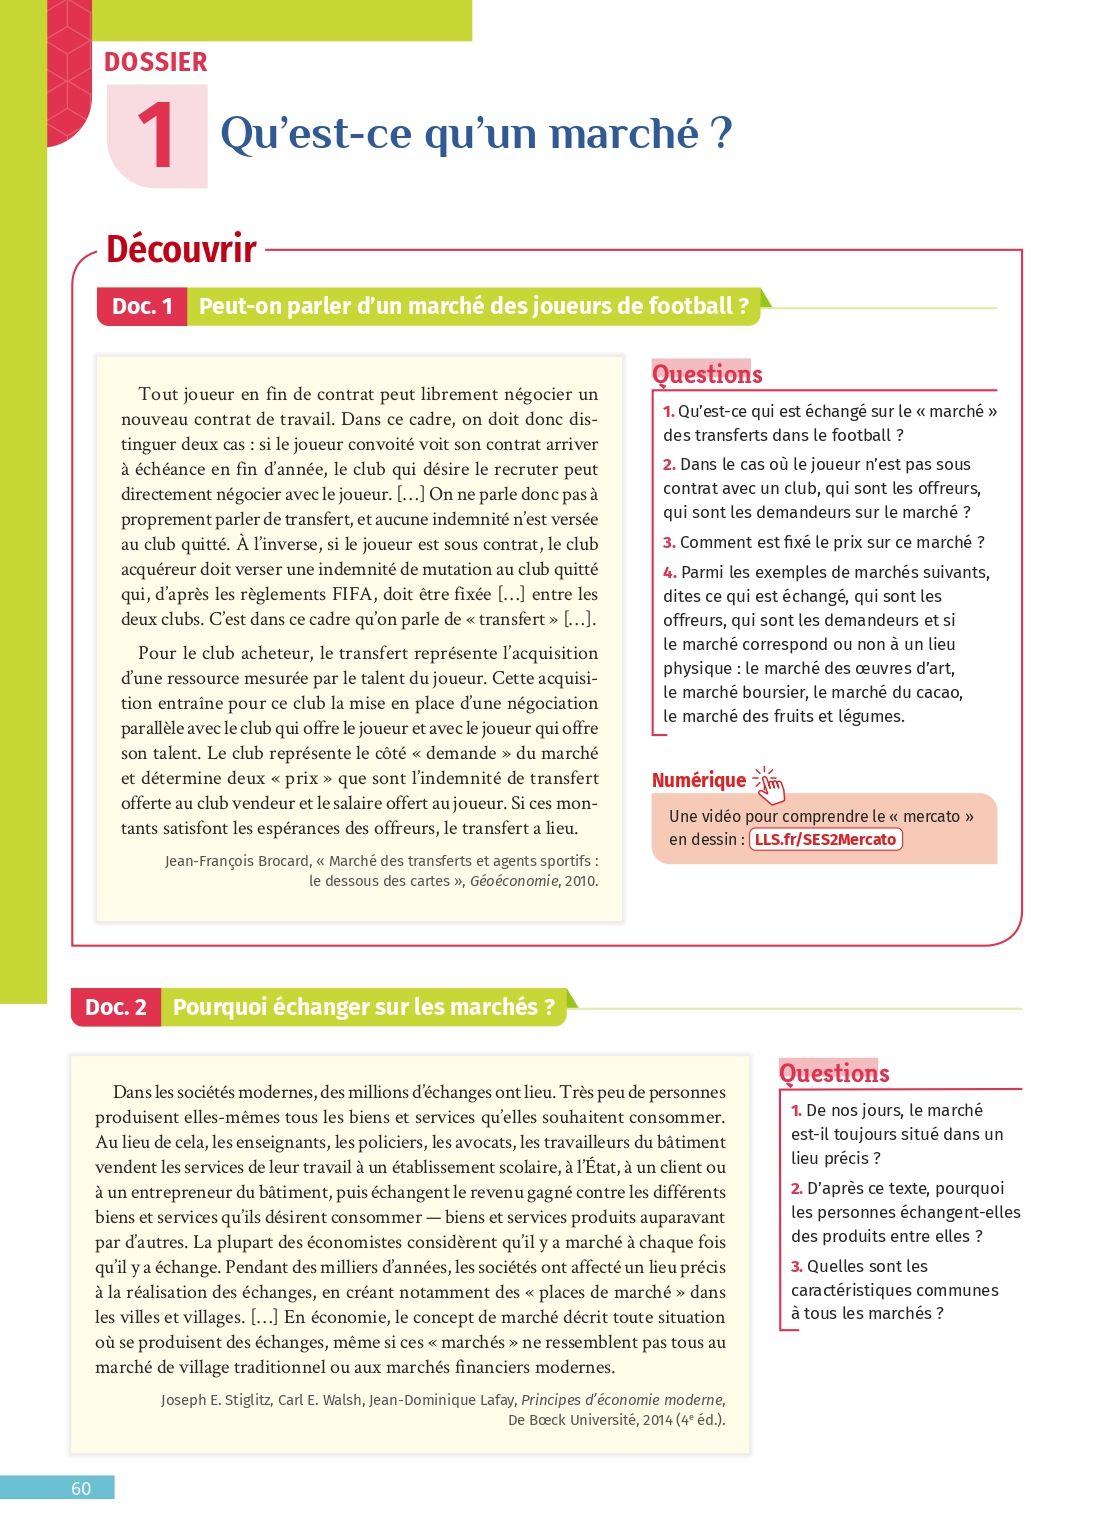 DOSSIER
1
Qu’est-ce qu’un marché ?
Découvrir
Doc. 1 Peut-on parler d’un marché des joueurs de football ?
Tout joueur en fin de contrat peut librement négocier un
nouveau contrat de travail. Dans ce cadre, on doit donc dis-
tinguer deux cas : si le joueur convoité voit son contrat arriver
à échéance en fin d’année, le club qui désire le recruter peut
directement négocier avec le joueur. […] On ne parle donc pas à
proprement parler de transfert, et aucune indemnité n’est versée
au club quitté. À l’inverse, si le joueur est sous contrat, le club
acquéreur doit verser une indemnité de mutation au club quitté
qui, d’après les règlements FIFA, doit être fixée […] entre les
deux clubs. C’est dans ce cadre qu’on parle de « transfert » […].
Pour le club acheteur, le transfert représente l’acquisition
d’une ressource mesurée par le talent du joueur. Cette acquisi-
tion entraîne pour ce club la mise en place d’une négociation
parallèle avec le club qui offre le joueur et avec le joueur qui offre
son talent. Le club représente le côté « demande » du marché
et détermine deux « prix » que sont l’indemnité de transfert
offerte au club vendeur et le salaire offert au joueur. Si ces mon-
tants satisfont les espérances des offreurs, le transfert a lieu.
Jean-François Brocard, « Marché des transferts et agents sportifs :
le dessous des cartes », Géoéconomie, 2010.
Questions
1. Qu’est-ce qui est échangé sur le « marché »
des transferts dans le football ?
2. Dans le cas où le joueur n’est pas sous
contrat avec un club, qui sont les offreurs,
qui sont les demandeurs sur le marché ?
3. Comment est fixé le prix sur ce marché ?
4. Parmi les exemples de marchés suivants,
dites ce qui est échangé, qui sont les
offreurs, qui sont les demandeurs et si
le marché correspond ou non à un lieu
physique : le marché des œuvres d’art,
le marché boursier, le marché du cacao,
le marché des fruits et légumes.
Numérique
Une vidéo pour comprendre le « mercato »
en dessin : LLS.fr/SES2Mercato
Doc. 2 Pourquoi échanger sur les marchés ?
Dans les sociétés modernes, des millions d’échanges ont lieu. Très peu de personnes
produisent elles-mêmes tous les biens et services qu’elles souhaitent consommer.
Au lieu de cela, les enseignants, les policiers, les avocats, les travailleurs du bâtiment
vendent les services de leur travail à un établissement scolaire, à l’État, à un client ou
à un entrepreneur du bâtiment, puis échangent le revenu gagné contre les différents
biens et services qu’ils désirent consommer — biens et services produits auparavant
par d’autres. La plupart des économistes considèrent qu’il y a marché à chaque fois
qu’il y a échange. Pendant des milliers d’années, les sociétés ont affecté un lieu précis
à la réalisation des échanges, en créant notamment des « places de marché » dans
les villes et villages. […] En économie, le concept de marché décrit toute situation
où se produisent des échanges, même si ces « marchés » ne ressemblent pas tous au
marché de village traditionnel ou aux marchés financiers modernes.
Joseph E. Stiglitz, Carl E. Walsh, Jean-Dominique Lafay, Principes d’économie moderne,
De Bœck Université, 2014 (4e éd.).
Questions
1. De nos jours, le marché
est-il toujours situé dans un
lieu précis ?
2. D’après ce texte, pourquoi
les personnes échangent-elles
des produits entre elles ?
3. Quelles sont les
caractéristiques communes
à tous les marchés ?
60